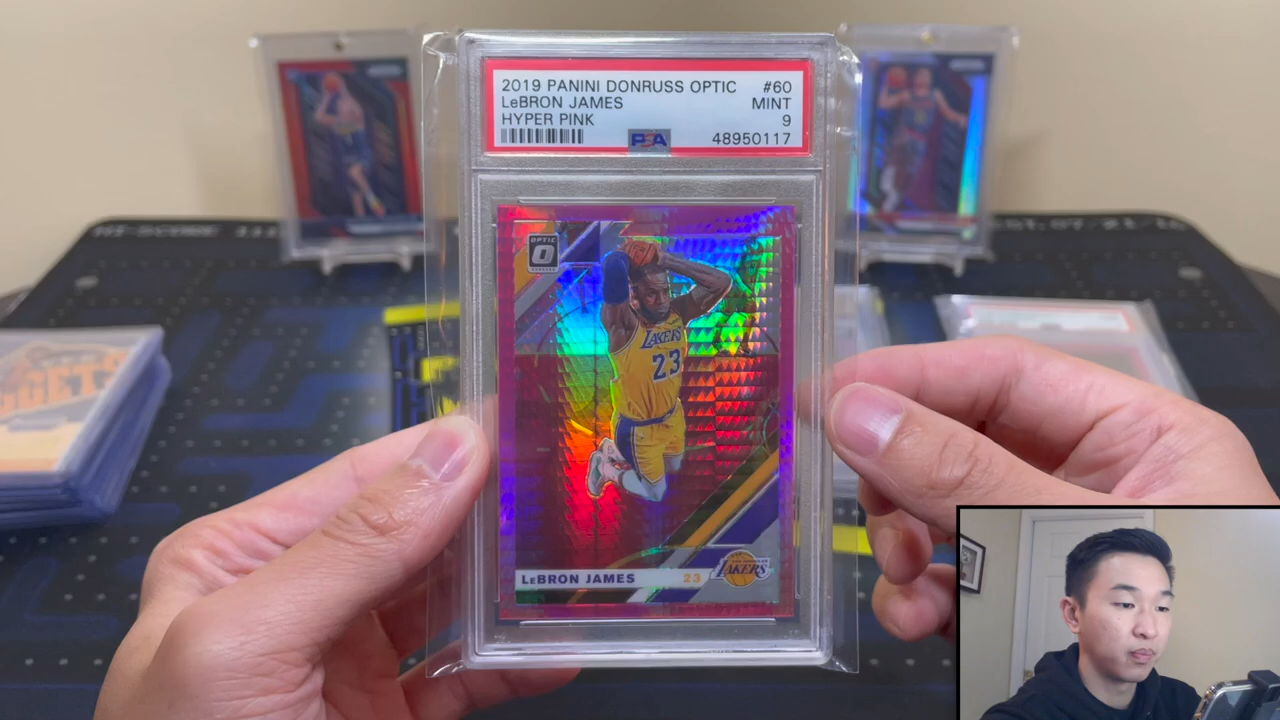 2019 PANINI DONRUSS OPTIC #60
LeBRON JAMES MINT
HYPER PINK 9
PSA 48950117
OPTIC
LAKERS
23
LeBRON JAMES 23
LAKERS